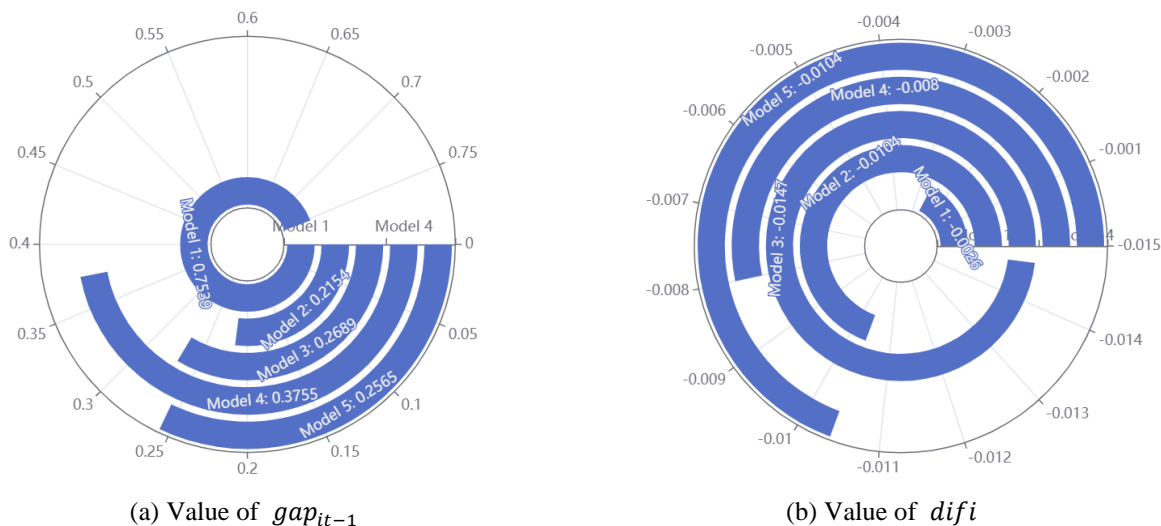 0.6
0.55
0.65
0.5
0.7
0.45
0.75
0.4
0
0.35
0.05
0.3
0.1
0.25
0.15
0.2
Model 1
Model 4
Model 1: 0.7539
Model 2: 0.2154
Model 3: 0.2689
Model 4: 0.3755
Model 5: 0.2565
(a) Value of gap_{it−1}
-0.004
-0.005
-0.003
-0.006
-0.002
-0.007
-0.001
-0.008
-0.015
-0.009
-0.014
-0.01
-0.013
-0.011
-0.012
Model 5: -0.0104
Model 4: -0.008
Model 3: -0.0147
Model 2: -0.0104
Model 1: -0.0026
(b) Value of difi